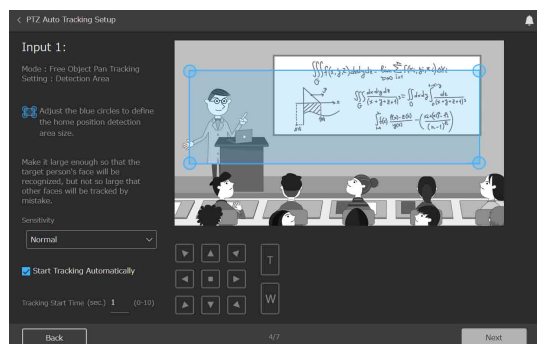 PTZ Auto Tracking Setup
Input 1:
Mode : Free Object Pan Tracking
Setting : Detection Area
Adjust the blue circles to define
the home position detection
area size.
Make it large enough so that the
target person's face will be
recognized, but not so large that
other faces will be tracked by
mistake.
Sensitivity
Normal
Start Tracking Automatically
Tracking Start Time (sec.) 1 (0-10)
T
W
Back
4/7
Next